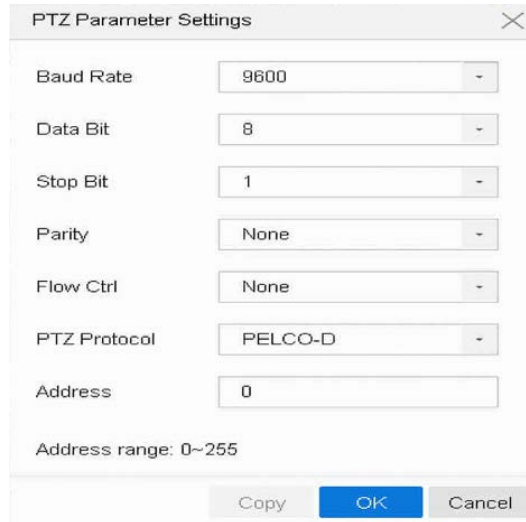 PTZ Parameter Settings
Baud Rate 9600
Data Bit 8
Stop Bit 1
Parity None
Flow Ctrl None
PTZ Protocol PELCO-D
Address 0
Address range: 0~255
Copy OK Cancel